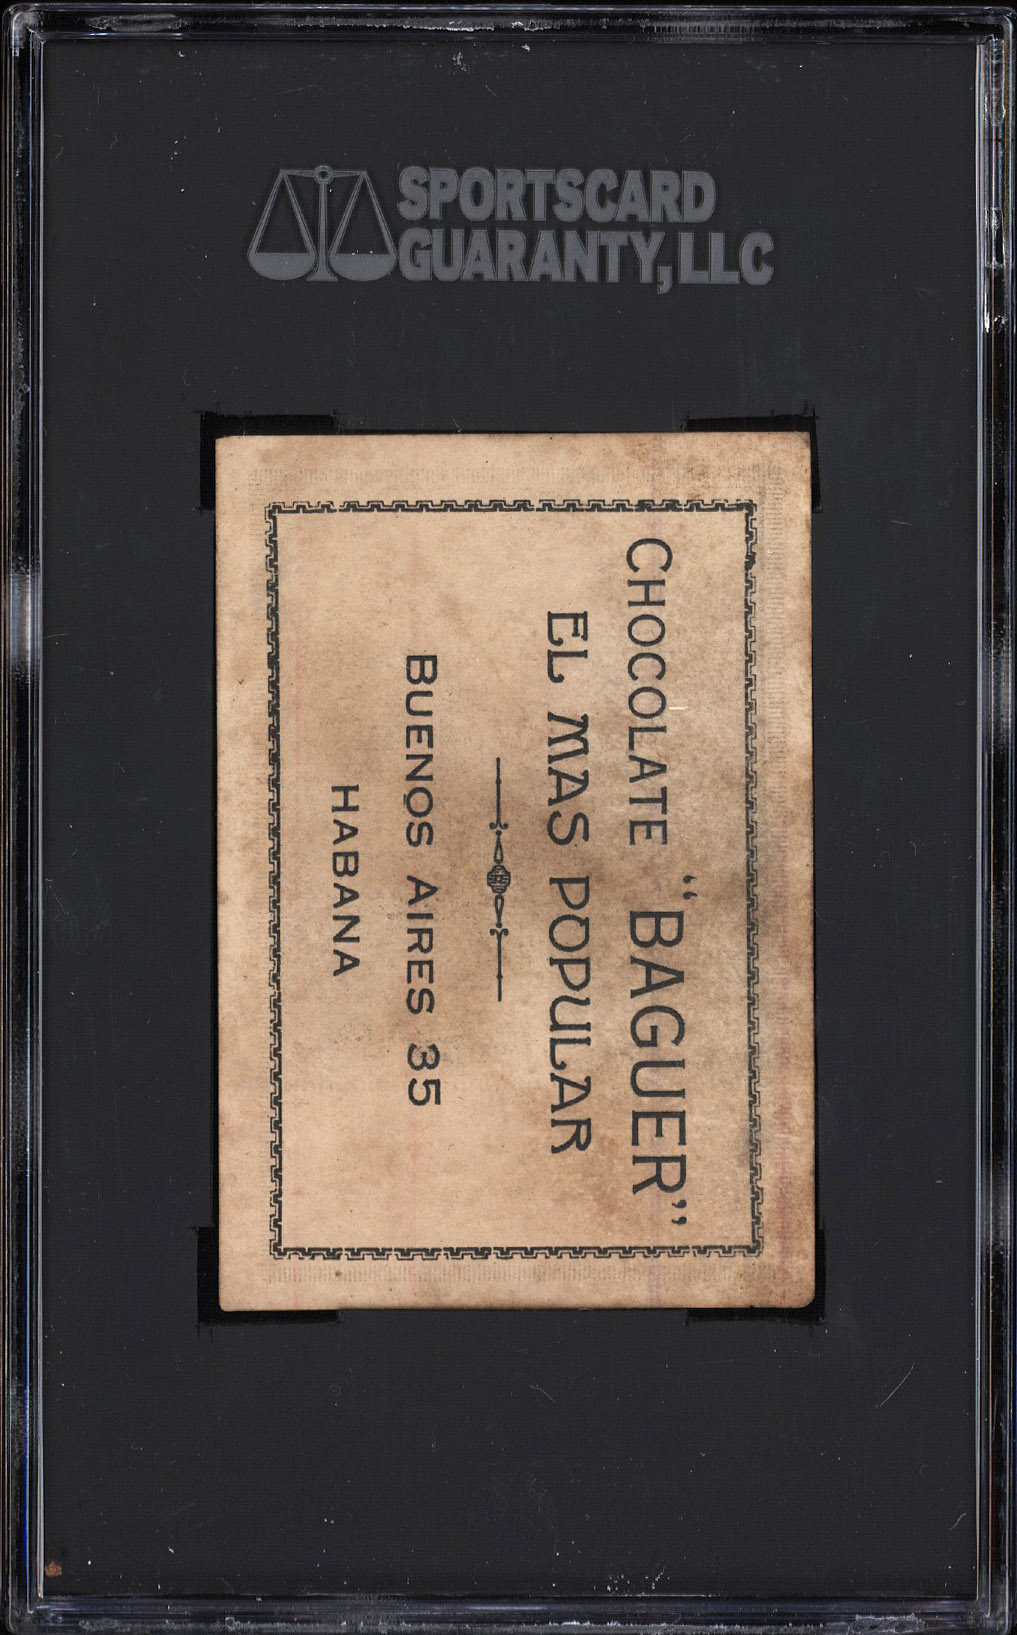 SPORTSCARD
GUARANTY, LLC
CHOCOLATE "BAGUER"
EL MAS POPULAR
BUENOS AIRES 35
HABANA